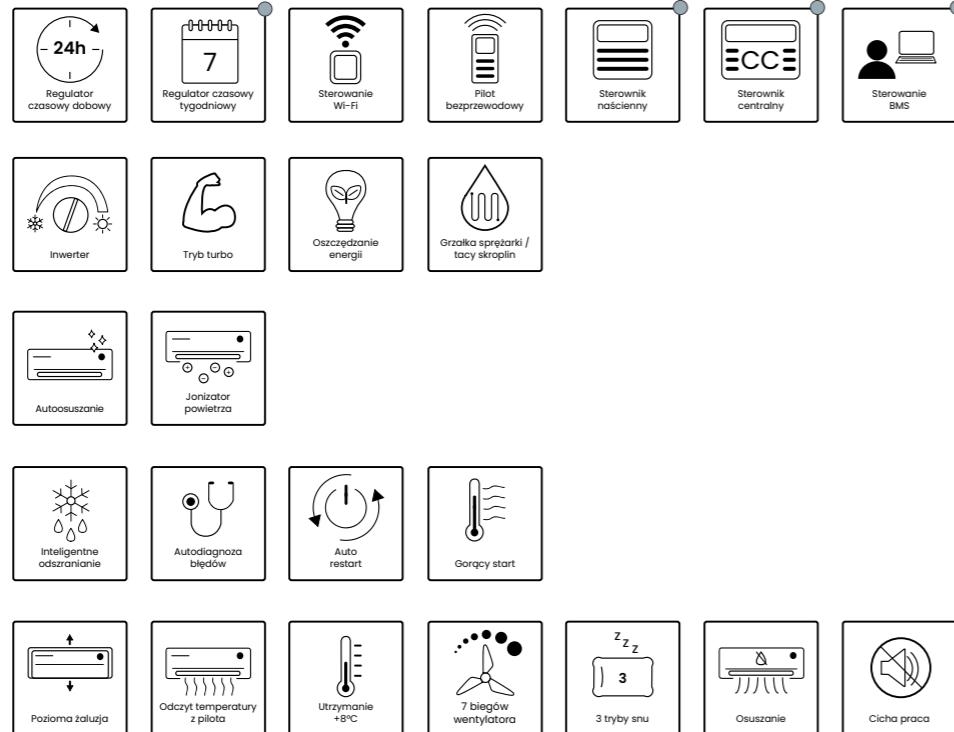 24h
Regulator
czasowy dobowy
7
Regulator czasowy
tygodniowy
Sterowanie
Wi-Fi
Pilot
bezprzewodowy
Sterownik
naścienny
CC
Sterownik
centralny
Sterowanie
BMS
Inwerter
Tryb turbo
Oszczędzanie
energii
Grzałka sprężarki /
tacy skroplin
Autoosuszanie
Jonizator
powietrza
Inteligentne
odszranianie
Autodiagnoza
błędów
Auto
restart
Gorący start
Pozioma żaluzja
Odczyt temperatury
z pilota
Utrzymanie
+8°C
7 biegów
wentylatora
z z z
3
3 tryby snu
Osuszanie
Cicha praca